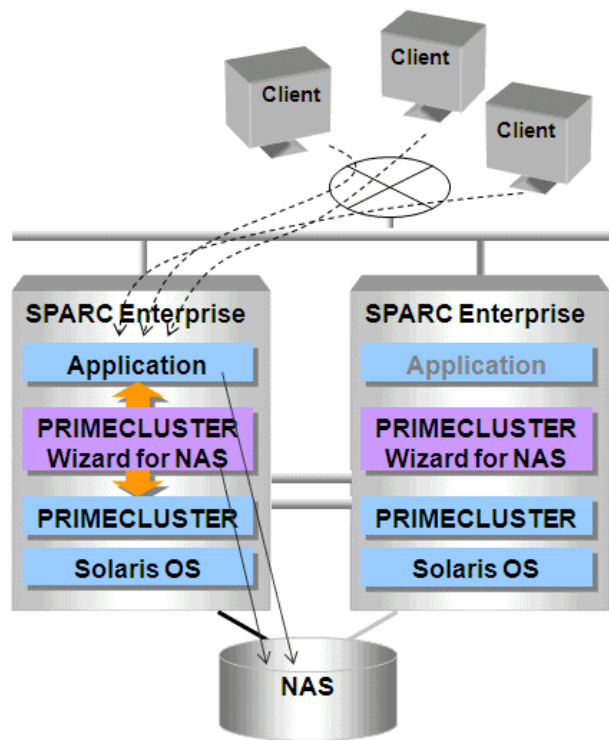 Client
Client
Client
SPARC Enterprise
Application
PRIMECLUSTER
Wizard for NAS
PRIMECLUSTER
Solaris OS
SPARC Enterprise
Application
PRIMECLUSTER
Wizard for NAS
PRIMECLUSTER
Solaris OS
NAS